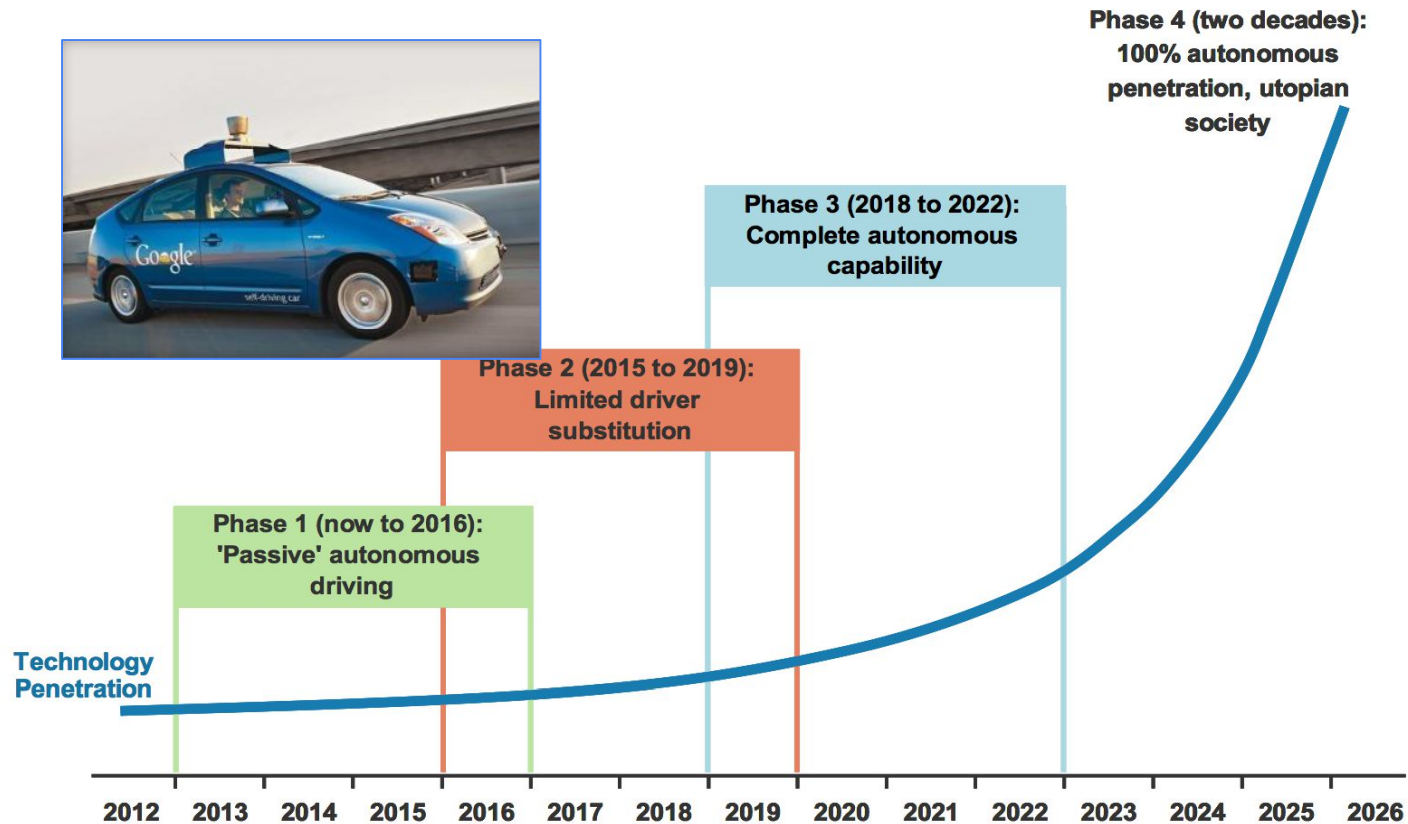 Phase 4 (two decades):
100% autonomous
penetration, utopian
society
Google
self-driving car
Phase 3 (2018 to 2022):
Complete autonomous
capability
Phase 2 (2015 to 2019):
Limited driver
substitution
Phase 1 (now to 2016):
'Passive' autonomous
driving
Technology
Penetration
2012 2013 2014 2015 2016 2017 2018 2019 2020 2021 2022 2023 2024 2025 2026